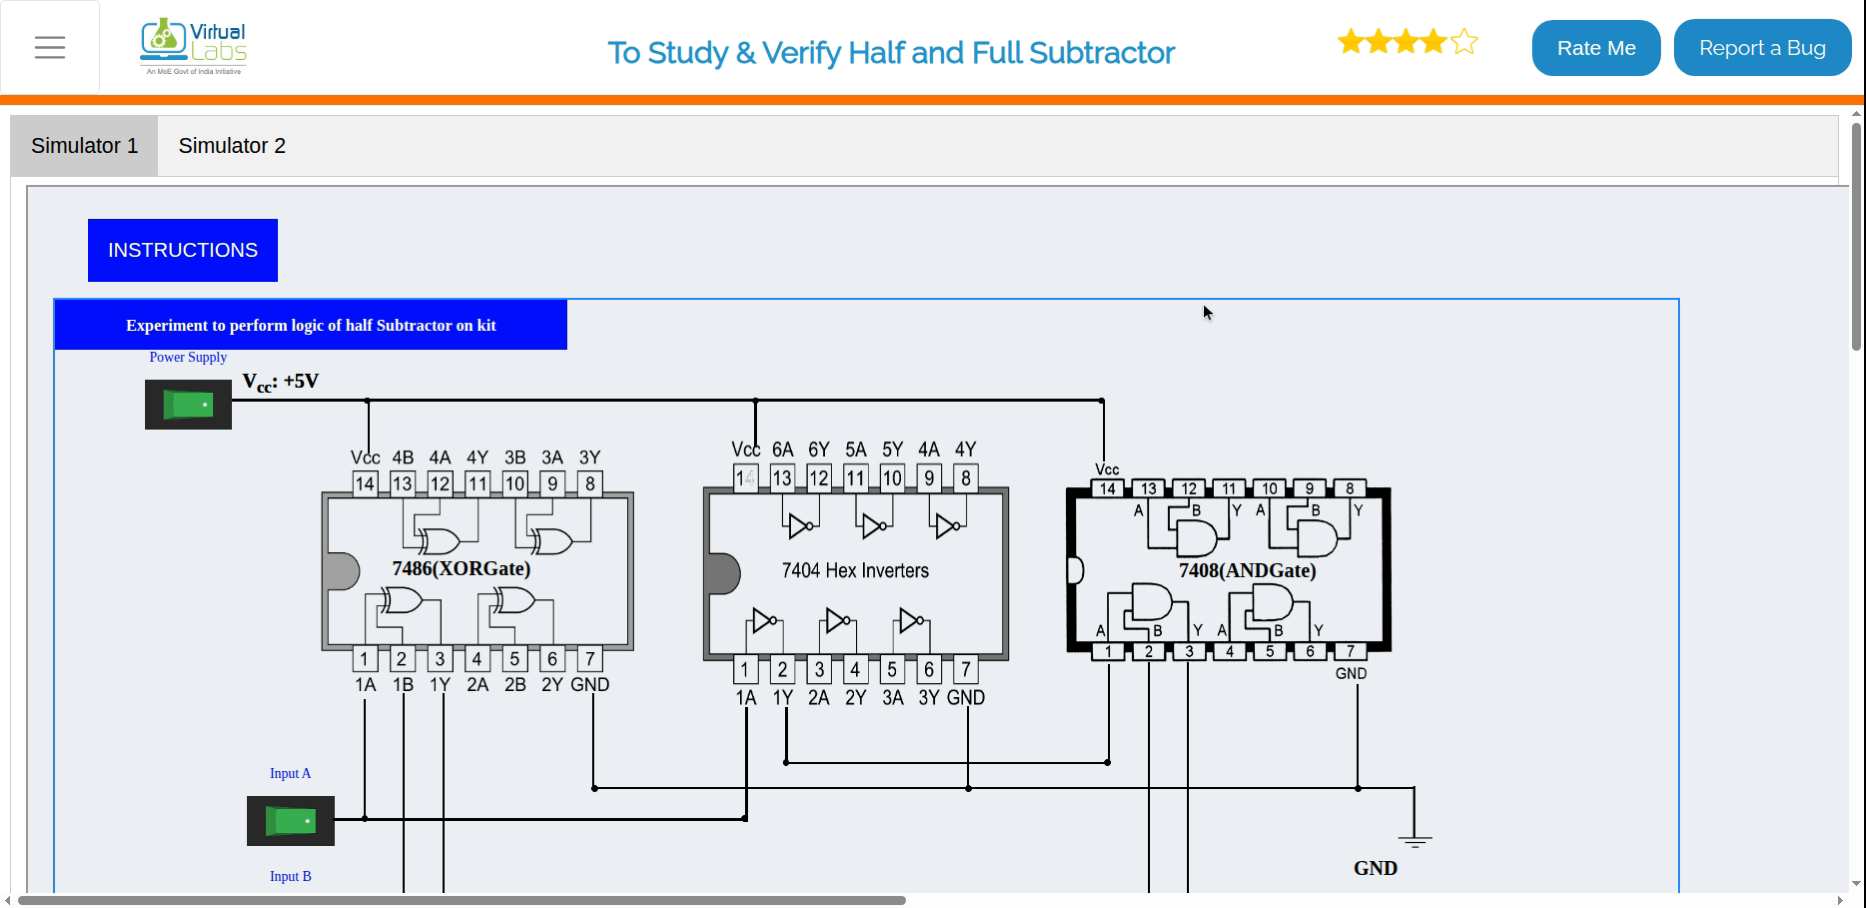 Virtual
Labs
An MoE Govt of India Initiative
To Study & Verify Half and Full Subtractor
Rate Me
Report a Bug
Simulator 1
Simulator 2
INSTRUCTIONS
Experiment to perform logic of half Subtractor on kit
Power Supply
Vcc: +5V
Vcc 4B 4A 4Y 3B 3A 3Y
14 13 12 11 10 9 8
7486(XORGate)
1 2 3 4 5 6 7
1A 1B 1Y 2A 2B 2Y GND
Vcc 6A 6Y 5A 5Y 4A 4Y
13 12 11 10 9 8
7404 Hex Inverters
1 2 3 4 5 6 7
1A 1Y 2A 2Y 3A 3Y GND
Vcc
14 13 12 11 10 9 8
A B Y A B Y
7408(ANDGate)
A B Y A B Y
1 2 3 4 5 6 7
GND
Input A
Input B
GND